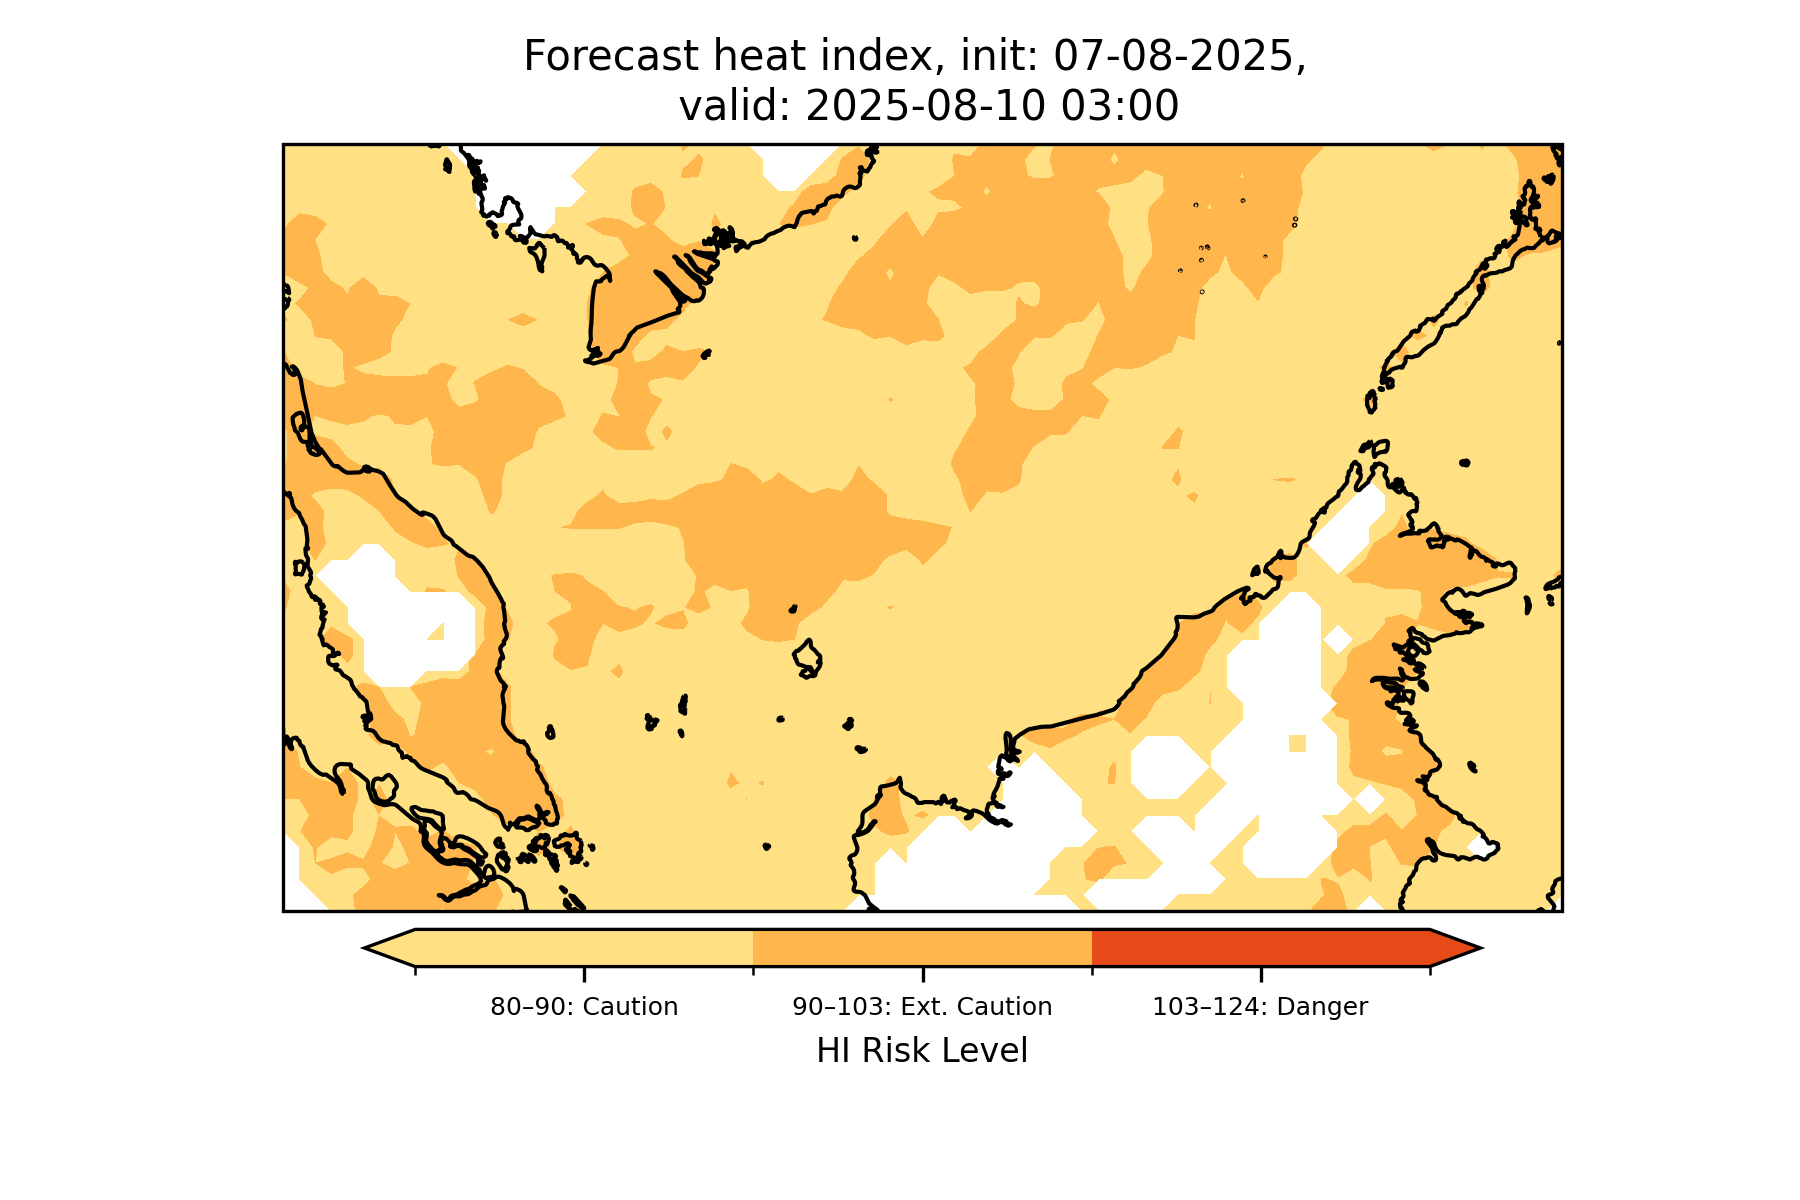 Forecast heat index, init: 07-08-2025,
valid: 2025-08-10 03:00
80–90: Caution
90–103: Ext. Caution
103–124: Danger
HI Risk Level